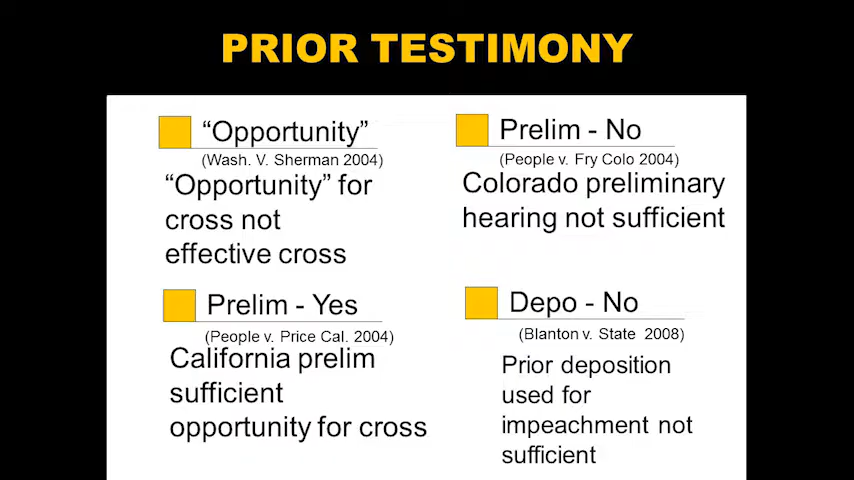 PRIOR TESTIMONY
"Opportunity"
(Wash. V. Sherman 2004)
"Opportunity" for
cross not
effective cross
Prelim - No
(People v. Fry Colo 2004)
Colorado preliminary
hearing not sufficient
Prelim - Yes
(People v. Price Cal. 2004)
California prelim
sufficient
opportunity for cross
Depo - No
(Blanton v. State 2008)
Prior deposition
used for
impeachment not
sufficient